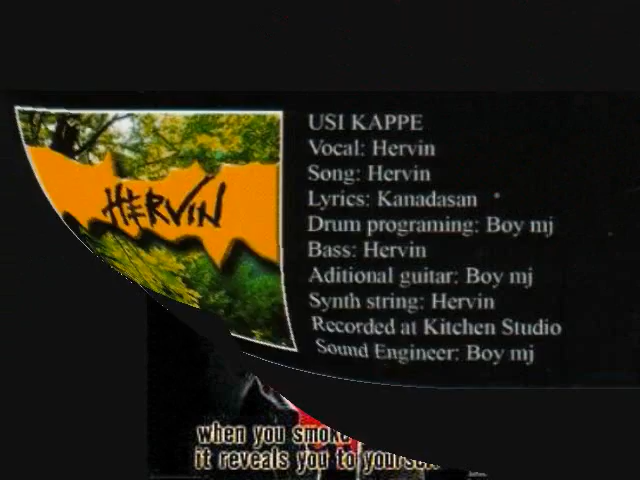 HERVIN
USI KAPPE
Vocal: Hervin
Song: Hervin
Lyrics: Kanadasan
Drum programing: Boy mj
Bass: Hervin
Aditional guitar: Boy mj
Synth string: Hervin
Recorded at Kitchen Studio
Sound Engineer: Boy mj
when you smoke
it reveals you to yourself